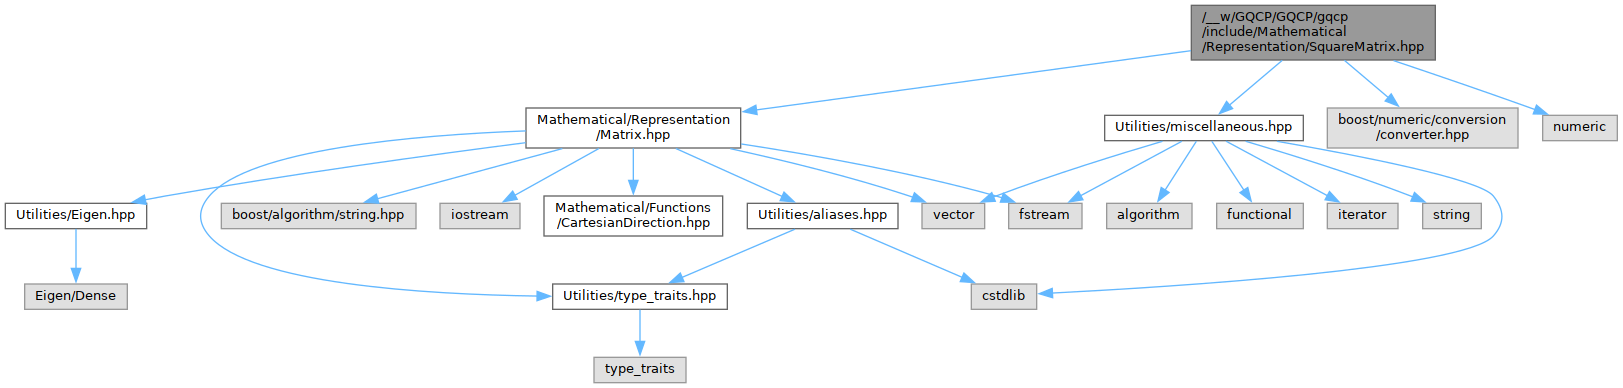 /__w/GQCP/GQCP/gqcp
/include/Mathematical
/Representation/SquareMatrix.hpp
Mathematical/Representation
/Matrix.hpp
Utilities/miscellaneous.hpp
boost/numeric/conversion
/converter.hpp
numeric
Utilities/Eigen.hpp
boost/algorithm/string.hpp
iostream
Mathematical/Functions
/CartesianDirection.hpp
Utilities/aliases.hpp
vector
fstream
algorithm
functional
iterator
string
Eigen/Dense
Utilities/type_traits.hpp
cstdlib
type_traits